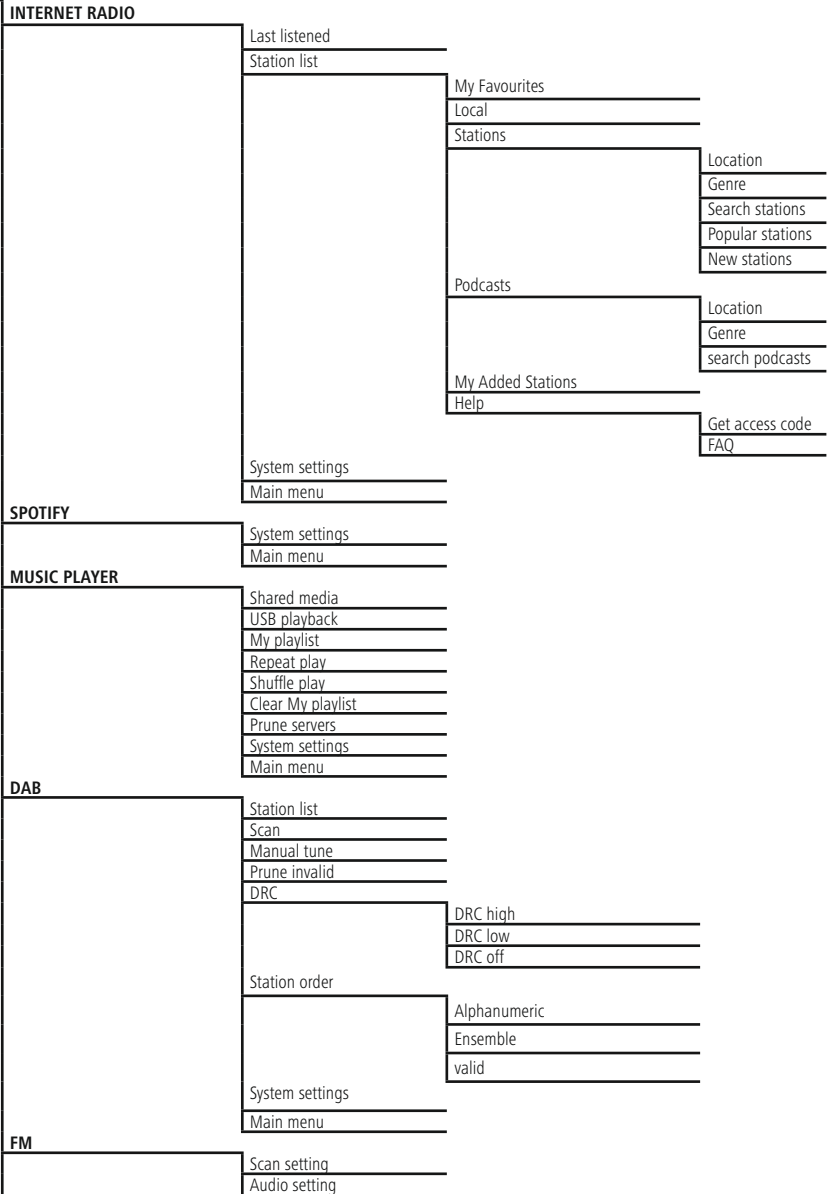 INTERNET RADIO
Last listened
Station list
My Favourites
Local
Stations
Location
Genre
Search stations
Popular stations
New stations
Podcasts
Location
Genre
search podcasts
My Added Stations
Help
Get access code
FAQ
System settings
Main menu
SPOTIFY
System settings
Main menu
MUSIC PLAYER
Shared media
USB playback
My playlist
Repeat play
Shuffle play
Clear My playlist
Prune servers
System settings
Main menu
DAB
Station list
Scan
Manual tune
Prune invalid
DRC
DRC high
DRC low
DRC off
Station order
Alphanumeric
Ensemble
valid
System settings
Main menu
FM
Scan setting
Audio setting